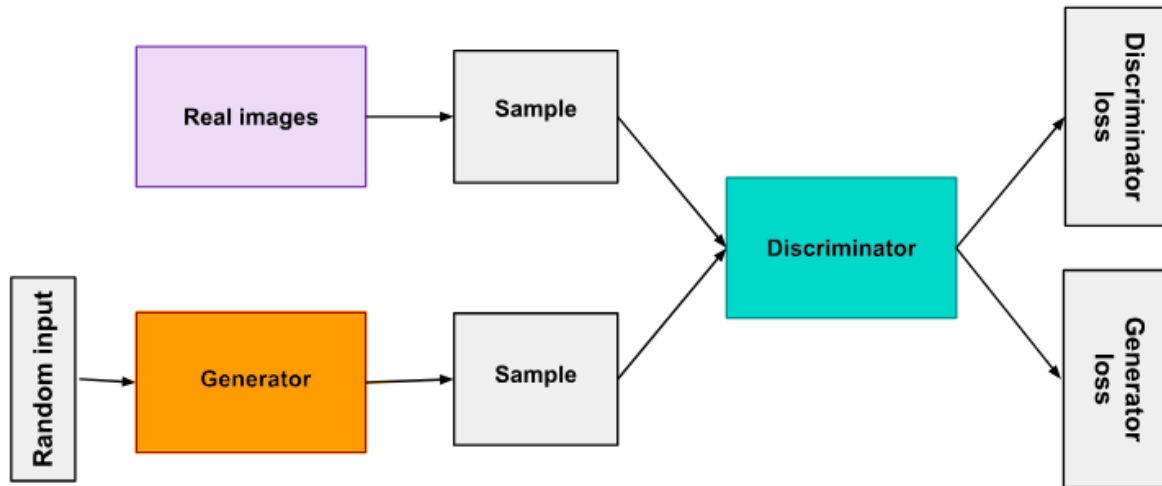 Real images
Sample
Discriminator
loss
Discriminator
Random input
Generator
Sample
Generator
loss